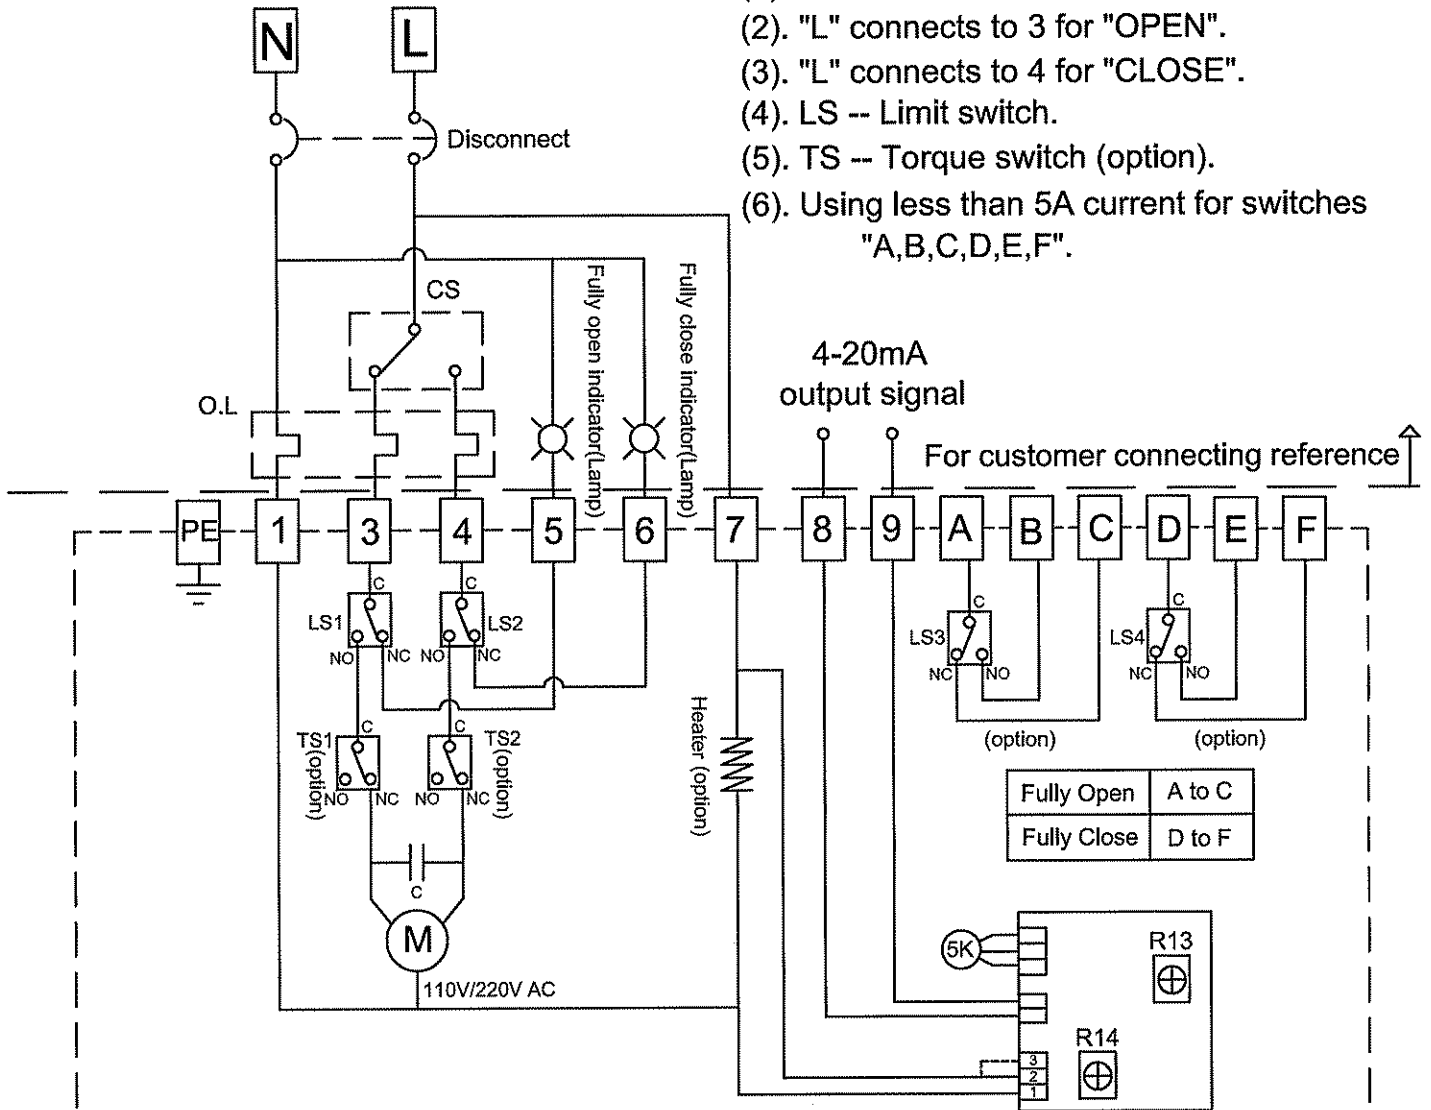 N
L
(2). "L" connects to 3 for "OPEN".
(3). "L" connects to 4 for "CLOSE".
(4). LS -- Limit switch.
(5). TS -- Torque switch (option).
(6). Using less than 5A current for switches
"A,B,C,D,E,F".
Disconnect
CS
Fully open indicator(Lamp)
Fully close indicator(Lamp)
O.L
4-20mA
output signal
For customer connecting reference
PE
1
3
4
5
6
7
8
9
A
B
C
D
E
F
C
LS1
NO
NC
C
LS2
NO
NC
C
LS3
NC
NO
(option)
C
LS4
NC
NO
(option)
C
TS1
(option)
NO
NC
C
TS2
(option)
NO
NC
Heater (option)
C
M
110V/220V AC
Fully Open A to C
Fully Close D to F
5K
R13
R14
3
2
1